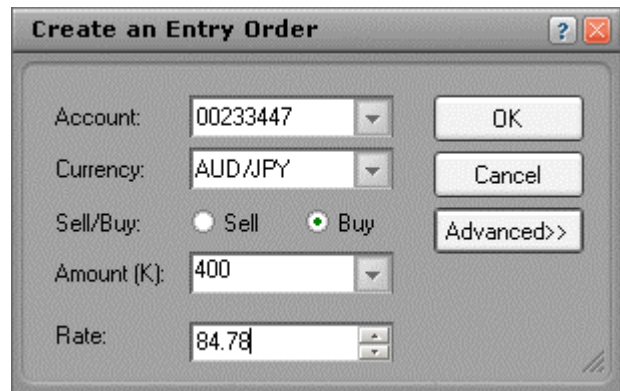 Create an Entry Order ?
Account: 00233447 OK
Currency: AUD/JPY Cancel
Sell/Buy: Sell Buy Advanced>>
Amount (K): 400
Rate: 84.78